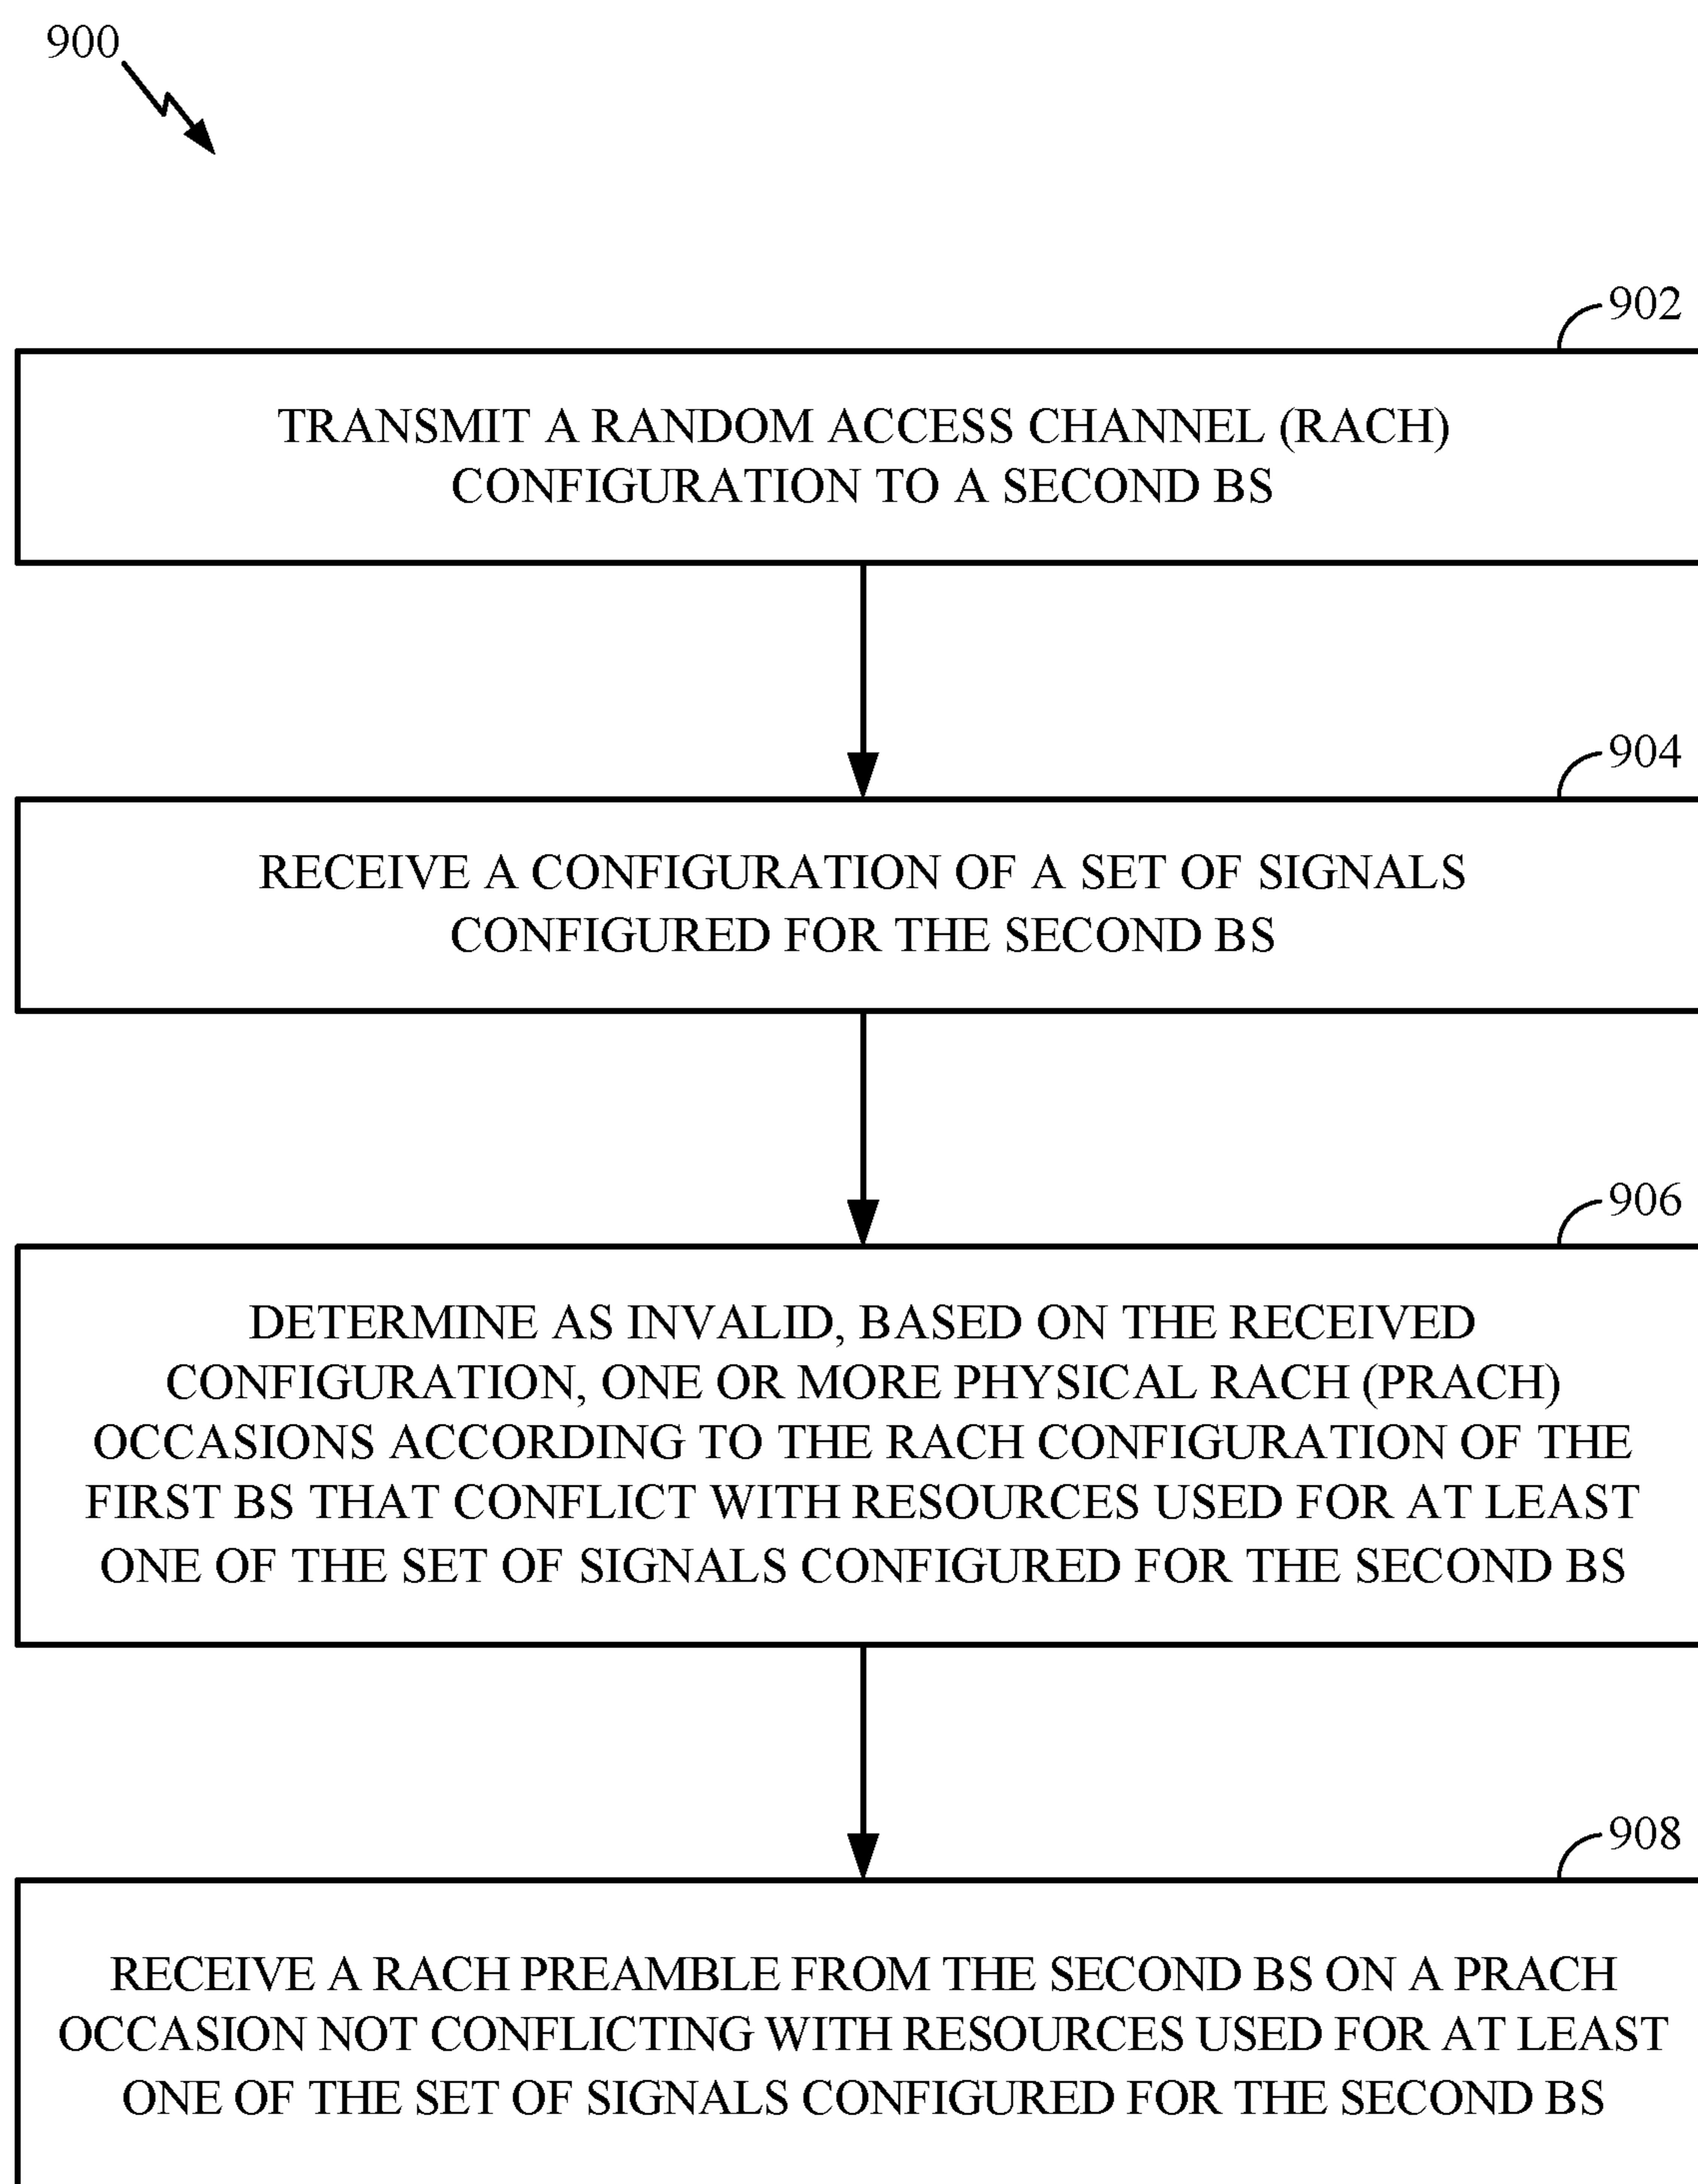 900
902
TRANSMIT A RANDOM ACCESS CHANNEL (RACH)
CONFIGURATION TO A SECOND BS
904
RECEIVE A CONFIGURATION OF A SET OF SIGNALS
CONFIGURED FOR THE SECOND BS
906
DETERMINE AS INVALID, BASED ON THE RECEIVED
CONFIGURATION, ONE OR MORE PHYSICAL RACH (PRACH)
OCCASIONS ACCORDING TO THE RACH CONFIGURATION OF THE
FIRST BS THAT CONFLICT WITH RESOURCES USED FOR AT LEAST
ONE OF THE SET OF SIGNALS CONFIGURED FOR THE SECOND BS
908
RECEIVE A RACH PREAMBLE FROM THE SECOND BS ON A PRACH
OCCASION NOT CONFLICTING WITH RESOURCES USED FOR AT LEAST
ONE OF THE SET OF SIGNALS CONFIGURED FOR THE SECOND BS